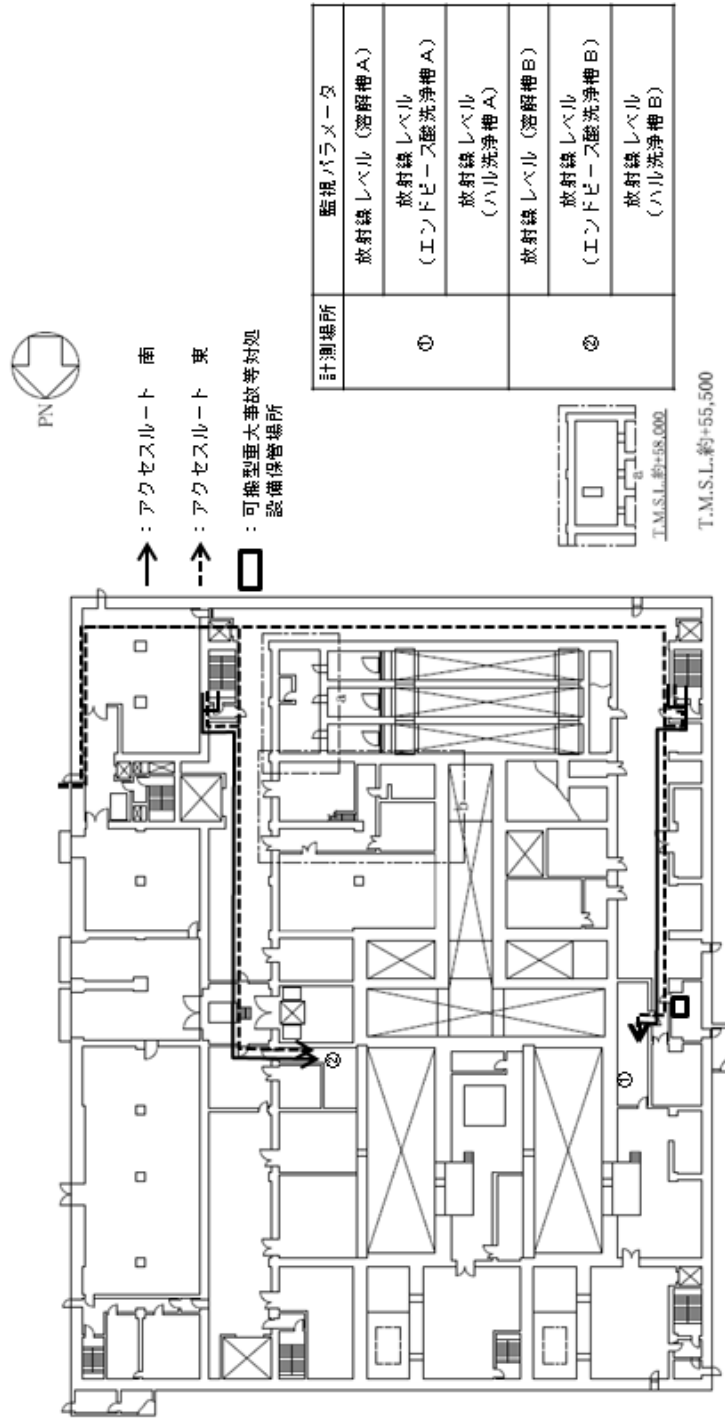 PN
：アクセスルート　南
：アクセスルート　東
：可搬型重大事故等対処
設備保管場所
計測場所
監視パラメータ
①
放射線レベル（溶解槽A）
放射線レベル
（エンドピース酸洗浄槽A）
放射線レベル
（ハル洗浄槽A）
②
放射線レベル（溶解槽B）
放射線レベル
（エンドピース酸洗浄槽B）
放射線レベル
（ハル洗浄槽B）
a
b
②
①
a
T.M.S.L.約+58,000
T.M.S.L.約+55,500